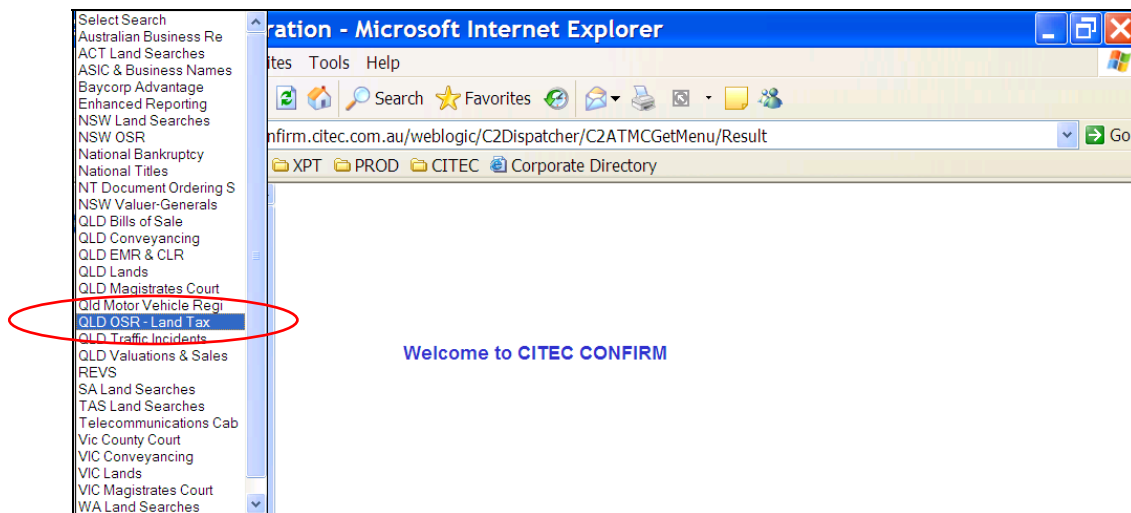 Select Search
Australian Business Re
ACT Land Searches
ASIC & Business Names
Baycorp Advantage
Enhanced Reporting
NSW Land Searches
NSW OSR
National Bankruptcy
National Titles
NT Document Ordering S
NSW Valuer-Generals
QLD Bills of Sale
QLD Conveyancing
QLD EMR & CLR
QLD Lands
QLD Magistrates Court
Qld Motor Vehicle Regi
QLD OSR - Land Tax
QLD Traffic Incidents
QLD Valuations & Sales
REVS
SA Land Searches
TAS Land Searches
Telecommunications Cab
Vic County Court
VIC Conveyancing
VIC Lands
VIC Magistrates Court
WA Land Searches
ration - Microsoft Internet Explorer
ites Tools Help
Search Favorites
nfirm.citec.com.au/weblogic/C2Dispatcher/C2ATMCGetMenu/Result Go
XPT PROD CITEC Corporate Directory
Welcome to CITEC CONFIRM